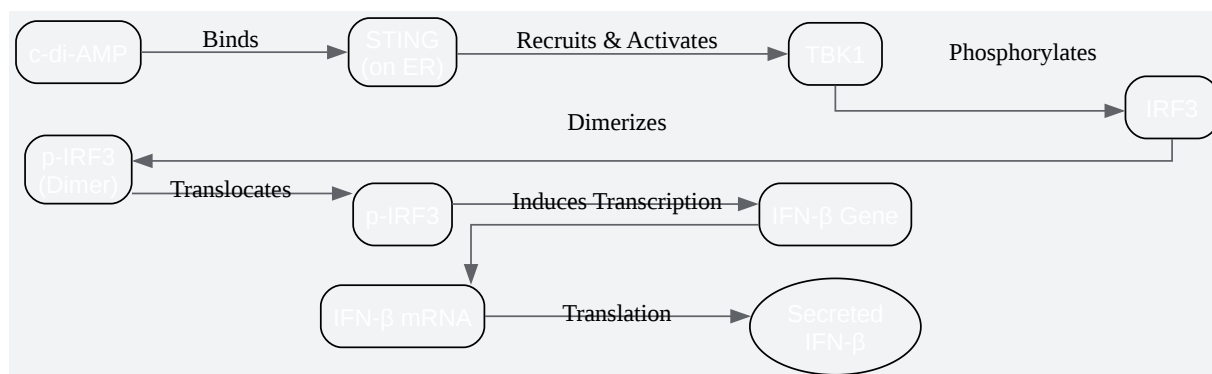 c-di-AMP
Binds
STING
(on ER)
Recruits & Activates
TBK1
Phosphorylates
IRF3
Dimerizes
p-IRF3
(Dimer)
Translocates
p-IRF3
Induces Transcription
IFN-β Gene
IFN-β mRNA
Translation
Secreted
IFN-β